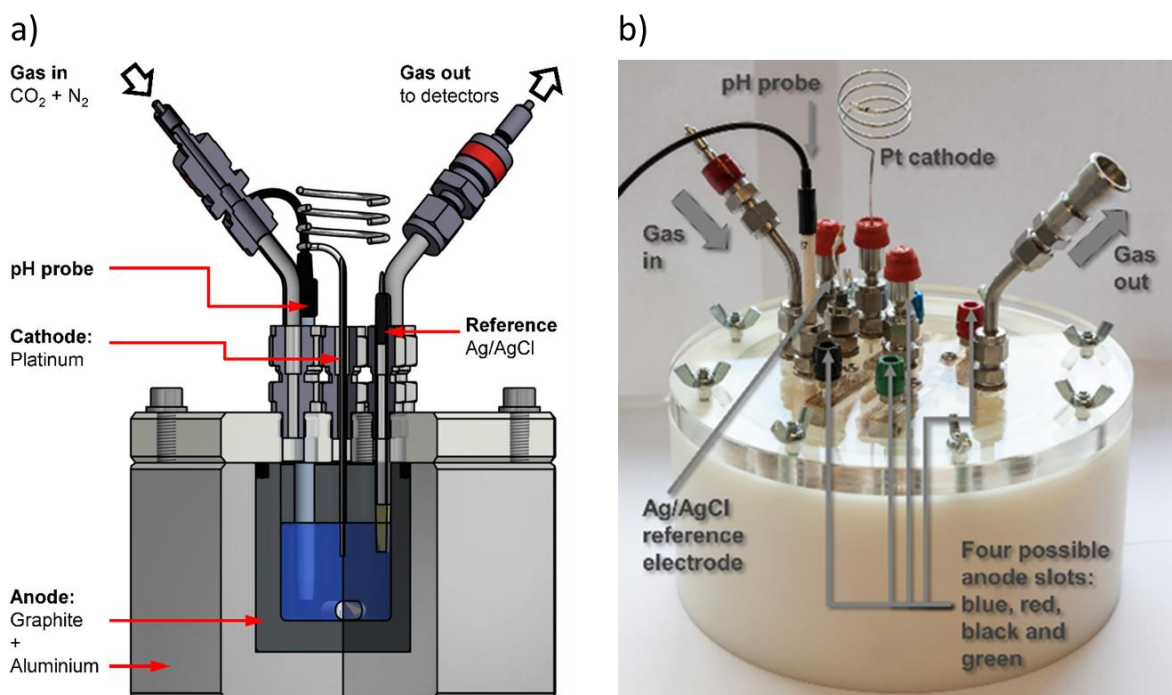 a)
Gas in
CO₂ + N₂
Gas out
to detectors
pH probe
Cathode:
Platinum
Reference
Ag/AgCl
Anode:
Graphite
+
Aluminium
b)
pH probe
Pt cathode
Gas
in
Gas
out
Ag/AgCl
reference
electrode
Four possible
anode slots:
blue, red,
black and
green